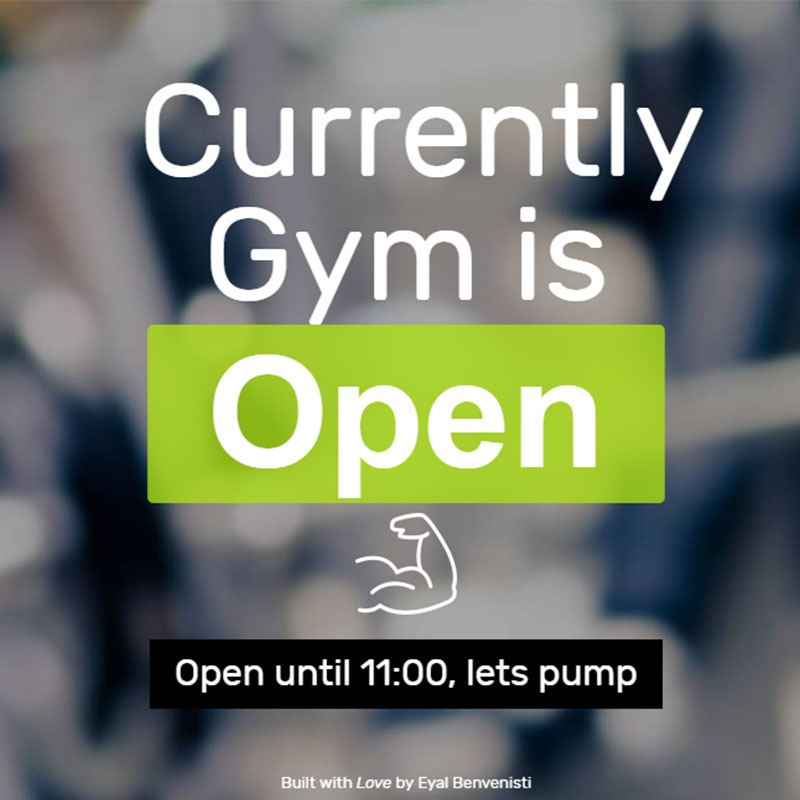 Currently
Gym is
Open
Open until 11:00, lets pump
Built with Love by Eyal Benvenisti